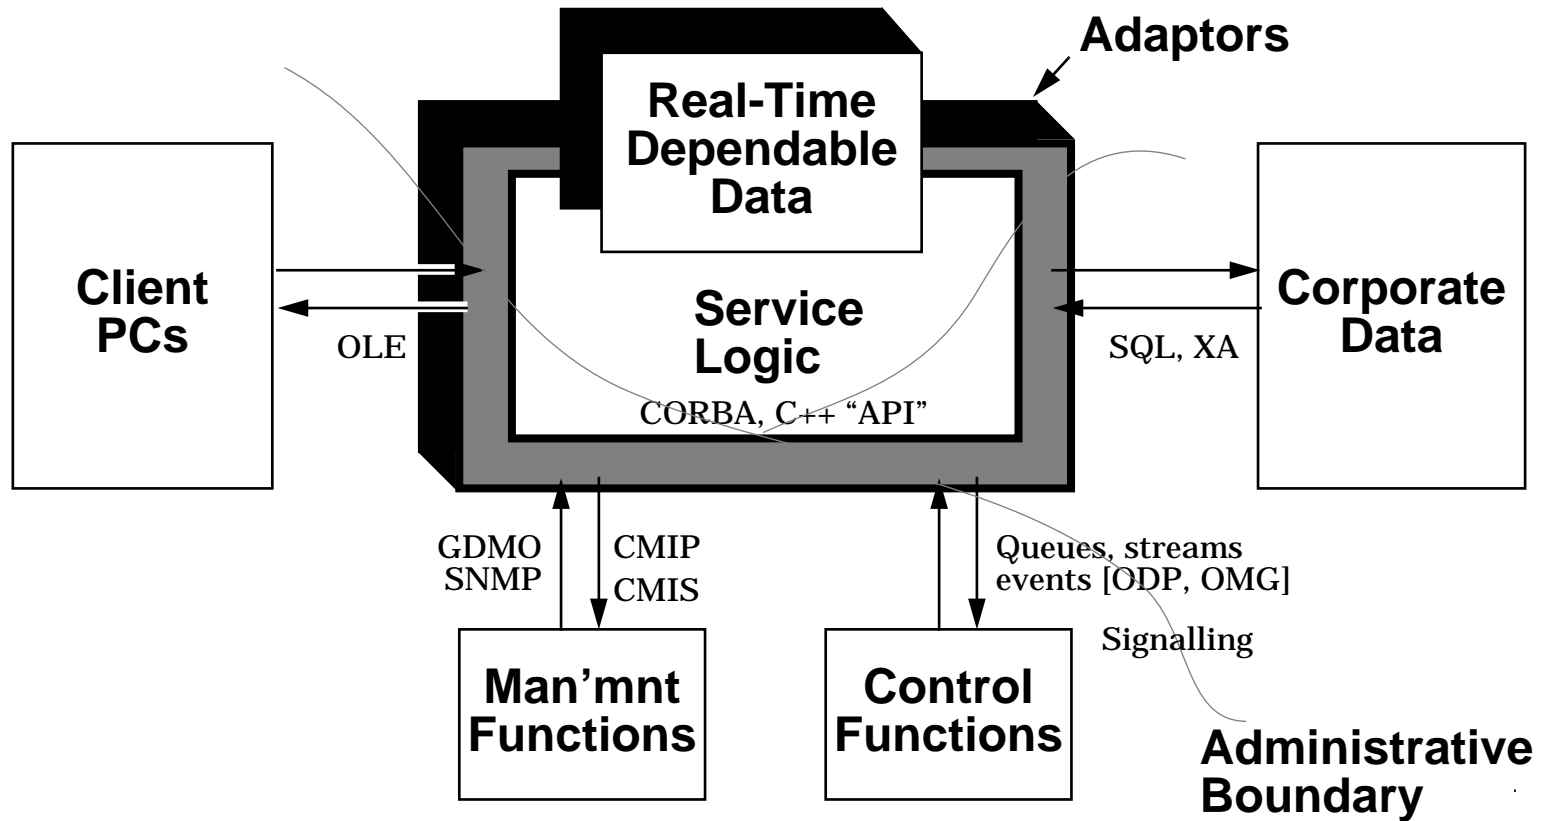 Adaptors
Real-Time
Dependable
Data
Client
PCs
OLE
Service
Logic
CORBA, C++ “API”
SQL, XA
Corporate
Data
GDMO
SNMP
CMIP
CMIS
Queues, streams
events [ODP, OMG]
Signalling
Man’mnt
Functions
Control
Functions
Administrative
Boundary